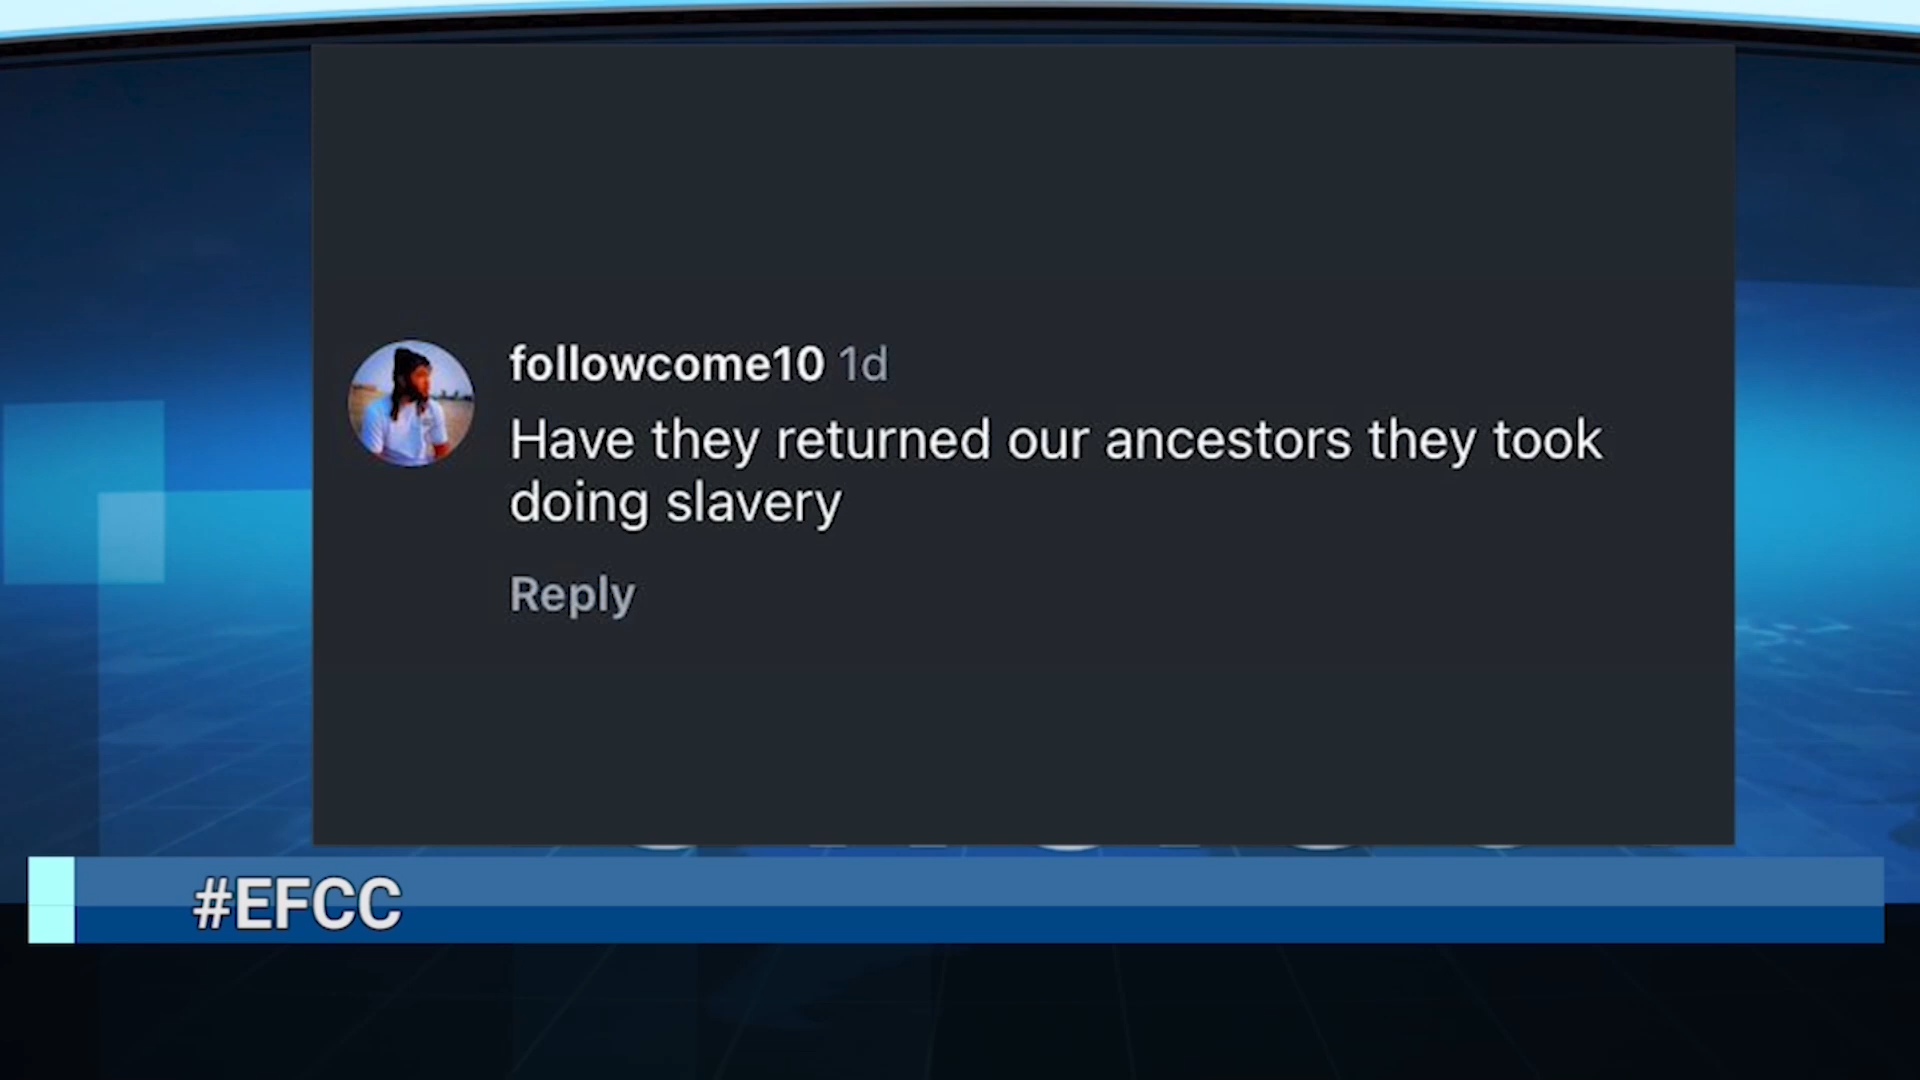 followcome10 1d
Have they returned our ancestors they took
doing slavery
Reply
#EFCC